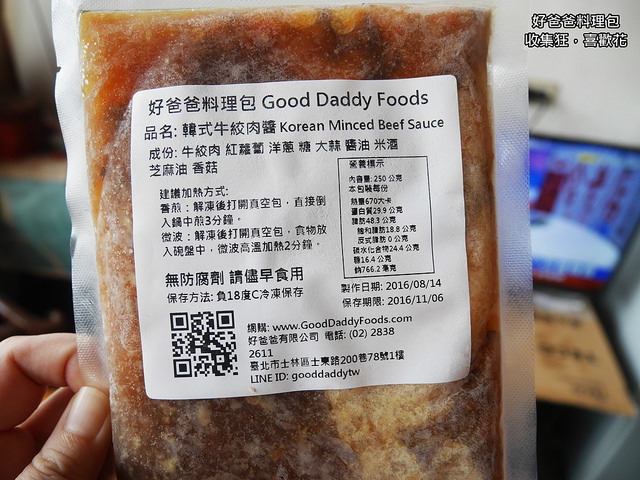 好爸爸料理包
收集狂。喜歡花
好爸爸料理包 Good Daddy Foods
品名: 韓式牛絞肉醬 Korean Minced Beef Sauce
成份: 牛絞肉 紅蘿蔔 洋蔥 糖 大蒜 醬油 米酒
芝麻油 香菇
建議加熱方式:
香煎：解凍後打開真空包，直接倒
入鍋中煎3分鐘。
微波：解凍後打開真空包，食物放
入碗盤中，微波高溫加熱2分鐘。
營養標示
內容量: 250 公克
本包裝每份
熱量670大卡
蛋白質29.9 公克
脂肪48.3 公克
飽和脂肪18.8 公克
反式脂肪 0 公克
碳水化合物24.4 公克
糖16.4 公克
鈉766.2 毫克
無防腐劑 請儘早食用
保存方法: 負18度C冷凍保存
製作日期: 2016/08/14
保存期限: 2016/11/06
網購: www.GoodDaddyFoods.com
好爸爸有限公司 電話: (02) 2838
2611
臺北市士林區士東路200巷78號1樓
LINE ID: gooddaddytw